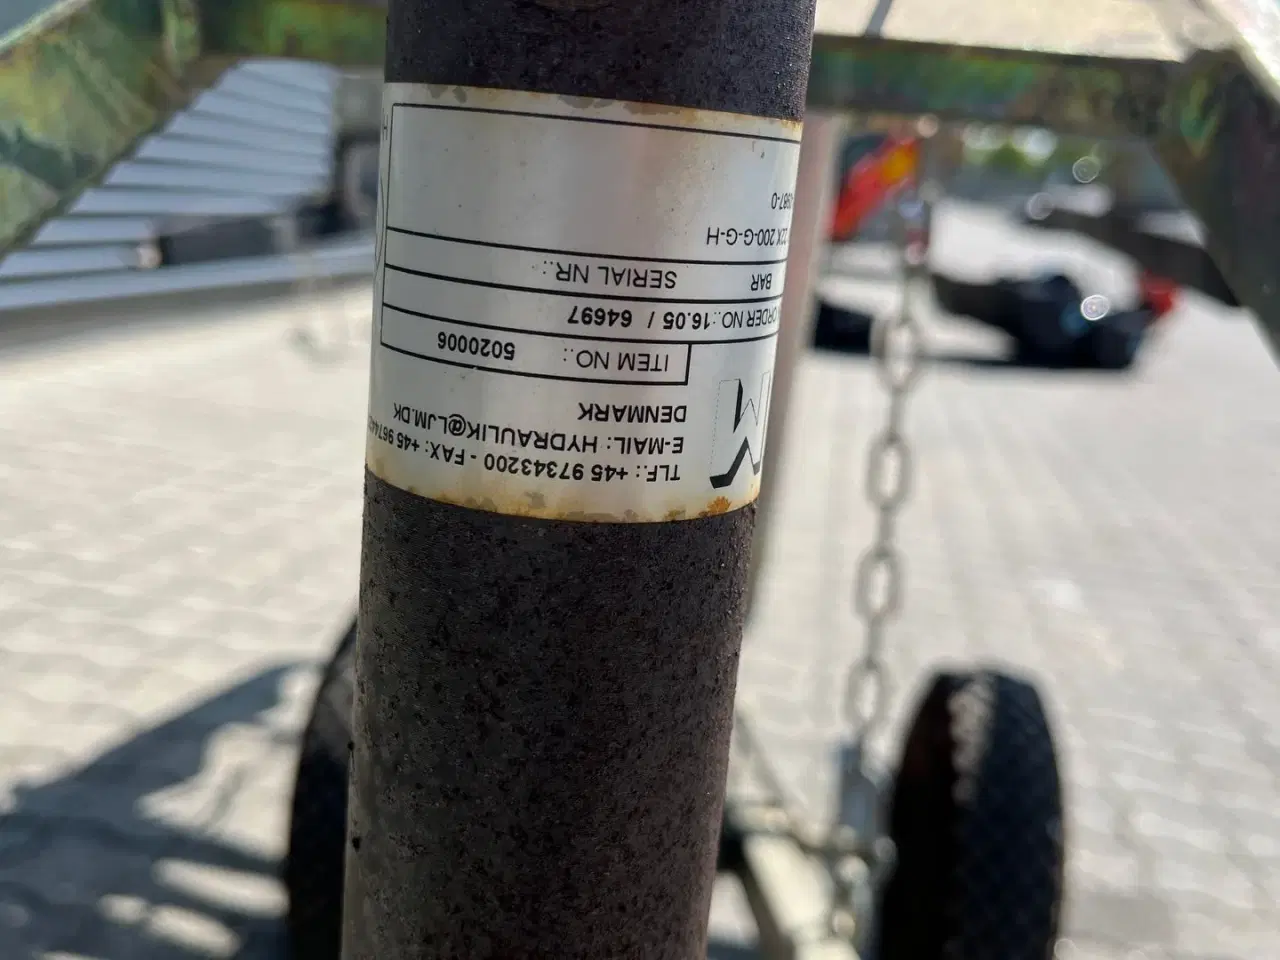 TLF.: +45 97343200 - FAX.: +45
E-MAIL: HYDRAULIK@LJM.DK
DENMARK
M
ITEM NO.: 5020006
ORDER NO.: 16.05 / 64697
BAR SERIAL NR.:
200-G-G-H